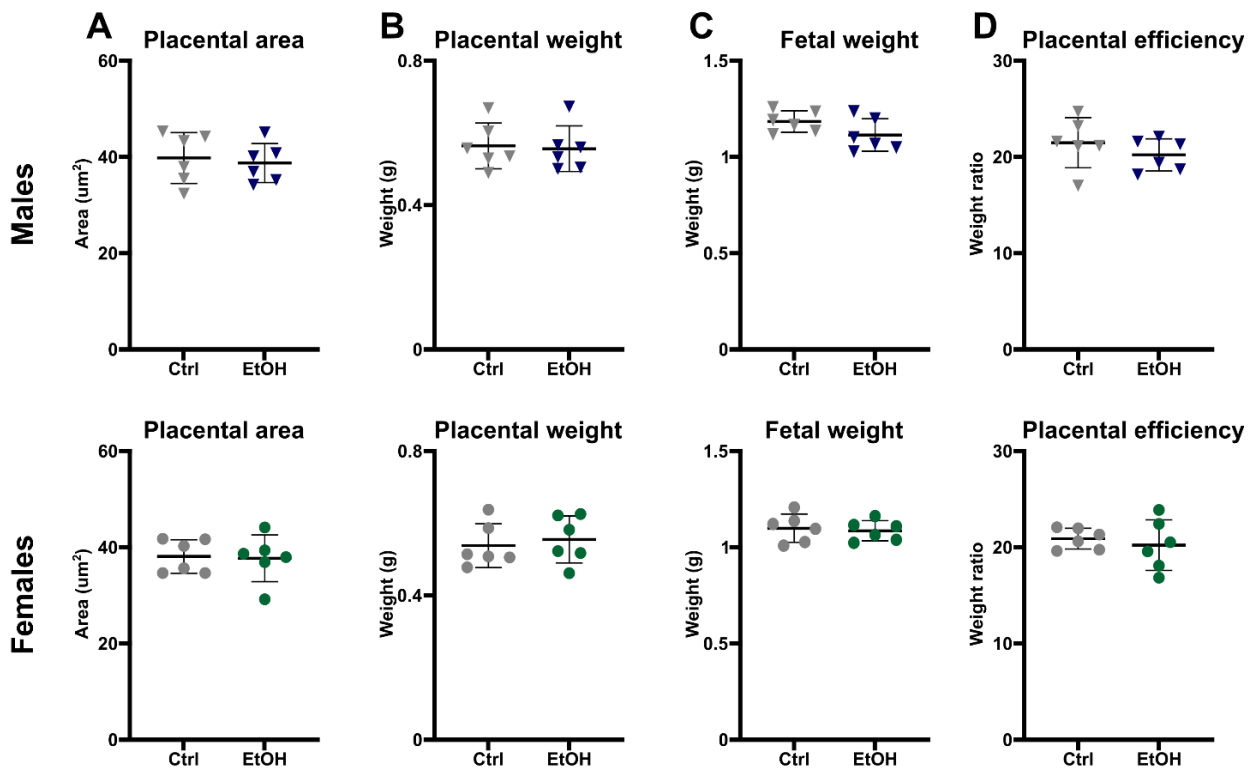 A
B
C
D
Males
Placental area
60
40
20
0
Area (um²)
Ctrl
EtOH
Placental weight
0.8
0.4
0
Weight (g)
Ctrl
EtOH
Fetal weight
1.5
1
0.5
0
Weight (g)
Ctrl
EtOH
Placental efficiency
30
20
10
0
Weight ratio
Ctrl
EtOH
Females
Placental area
60
40
20
0
Area (um²)
Ctrl
EtOH
Placental weight
0.8
0.4
0
Weight (g)
Ctrl
EtOH
Fetal weight
1.5
1
0.5
0
Weight (g)
Ctrl
EtOH
Placental efficiency
30
20
10
0
Weight ratio
Ctrl
EtOH